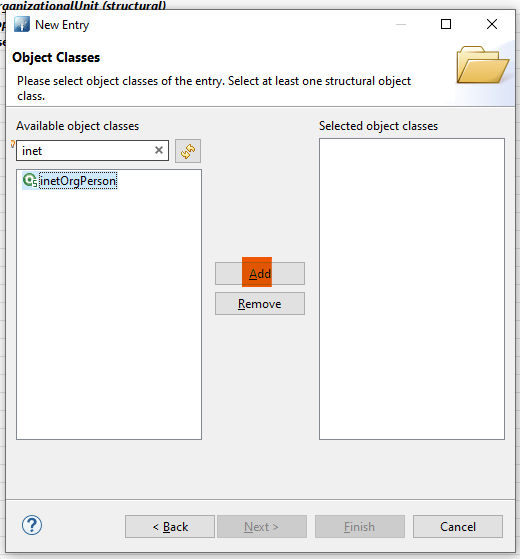 rganizationalUnit (structural)
New Entry
Object Classes
Please select object classes of the entry. Select at least one structural object
class.
Available object classes
Selected object classes
inet
inetOrgPerson
Add
Remove
< Back
Next >
Finish
Cancel